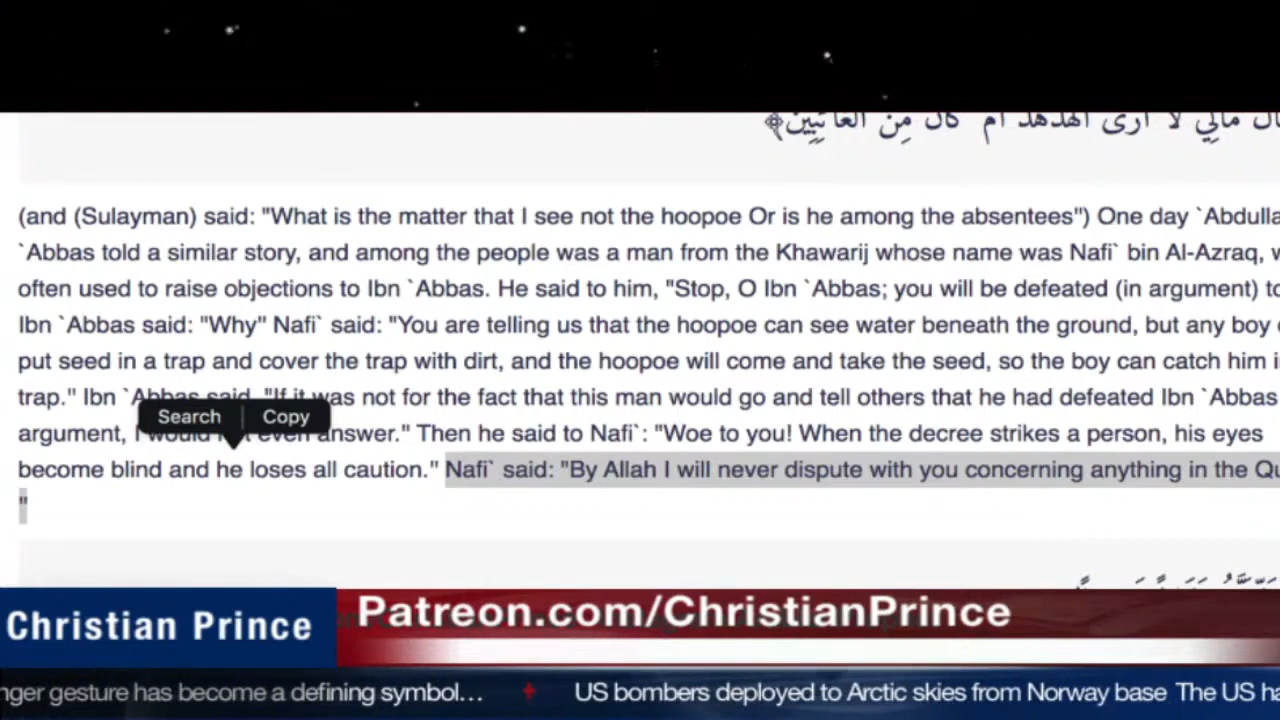 مَالِيَ لاَ أَرَى الْهُدْهُدَ أَمْ كَانَ مِنَ الْغَآئِبِينَ﴾
(and (Sulayman) said: "What is the matter that I see not the hoopoe Or is he among the absentees") One day `Abdulla
`Abbas told a similar story, and among the people was a man from the Khawarij whose name was Nafi` bin Al-Azraq,
often used to raise objections to Ibn `Abbas. He said to him, "Stop, O Ibn `Abbas; you will be defeated (in argument)
Ibn `Abbas said: "Why" Nafi` said: "You are telling us that the hoopoe can see water beneath the ground, but any boy
put seed in a trap and cover the trap with dirt, and the hoopoe will come and take the seed, so the boy can catch him
trap." Ibn `Abbas said, "If it was not for the fact that this man would go and tell others that he had defeated Ibn `Abbas
Search Copy
argument, I would not even answer." Then he said to Nafi`: "Woe to you! When the decree strikes a person, his eyes
become blind and he loses all caution." Nafi` said: "By Allah I will never dispute with you concerning anything in the Qu
"
Christian Prince
Patreon.com/ChristianPrince
nger gesture has become a defining symbol... US bombers deployed to Arctic skies from Norway base The US ha